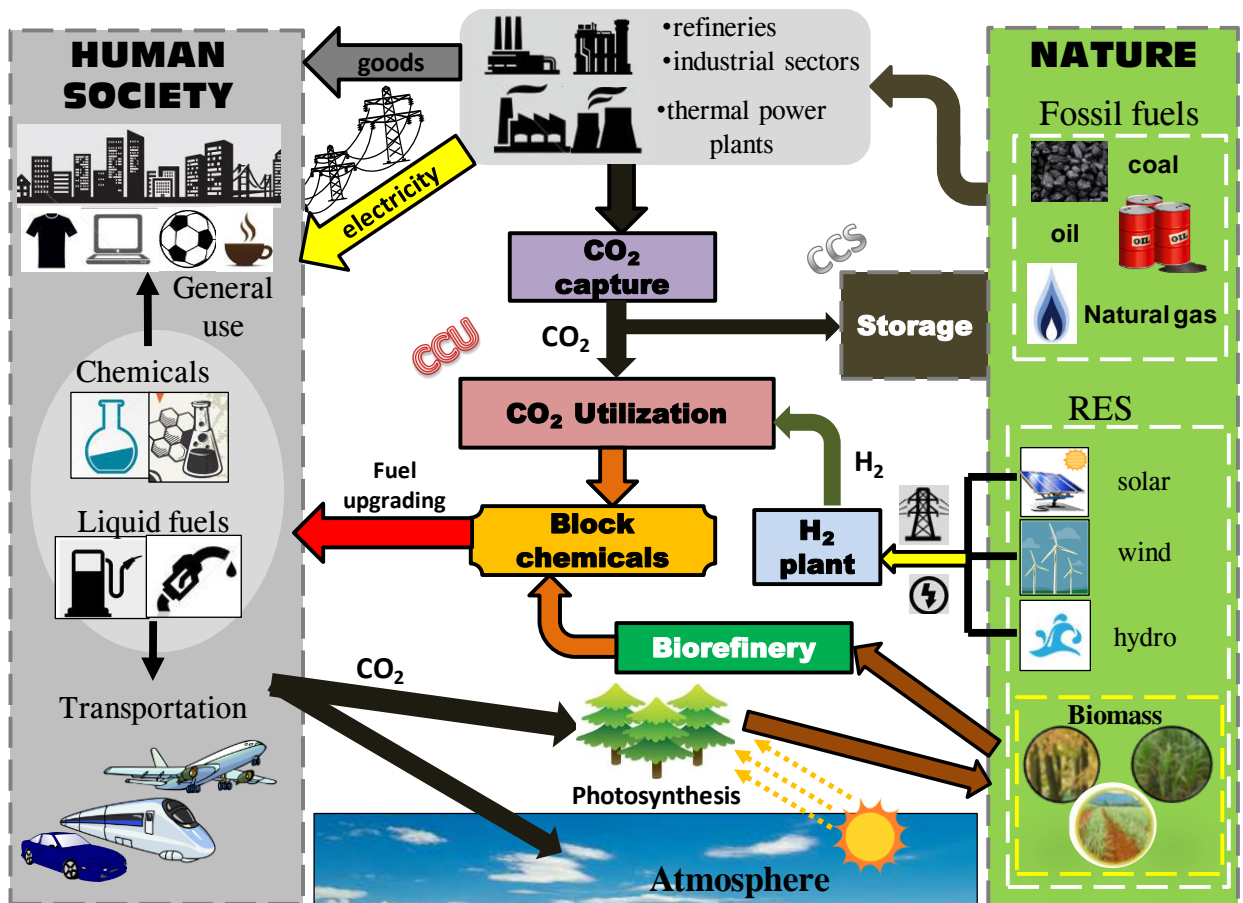 HUMAN
SOCIETY
General
use
Chemicals
Liquid fuels
Transportation
goods
electricity
•refineries
•industrial sectors
•thermal power
plants
CO₂
capture
CO₂
CCS
Storage
CCU
CO₂ Utilization
Fuel
upgrading
Block
chemicals
H₂
H₂
plant
Biorefinery
CO₂
Photosynthesis
Atmosphere
NATURE
Fossil fuels
coal
oil
OIL
OIL
Natural gas
RES
solar
wind
hydro
Biomass